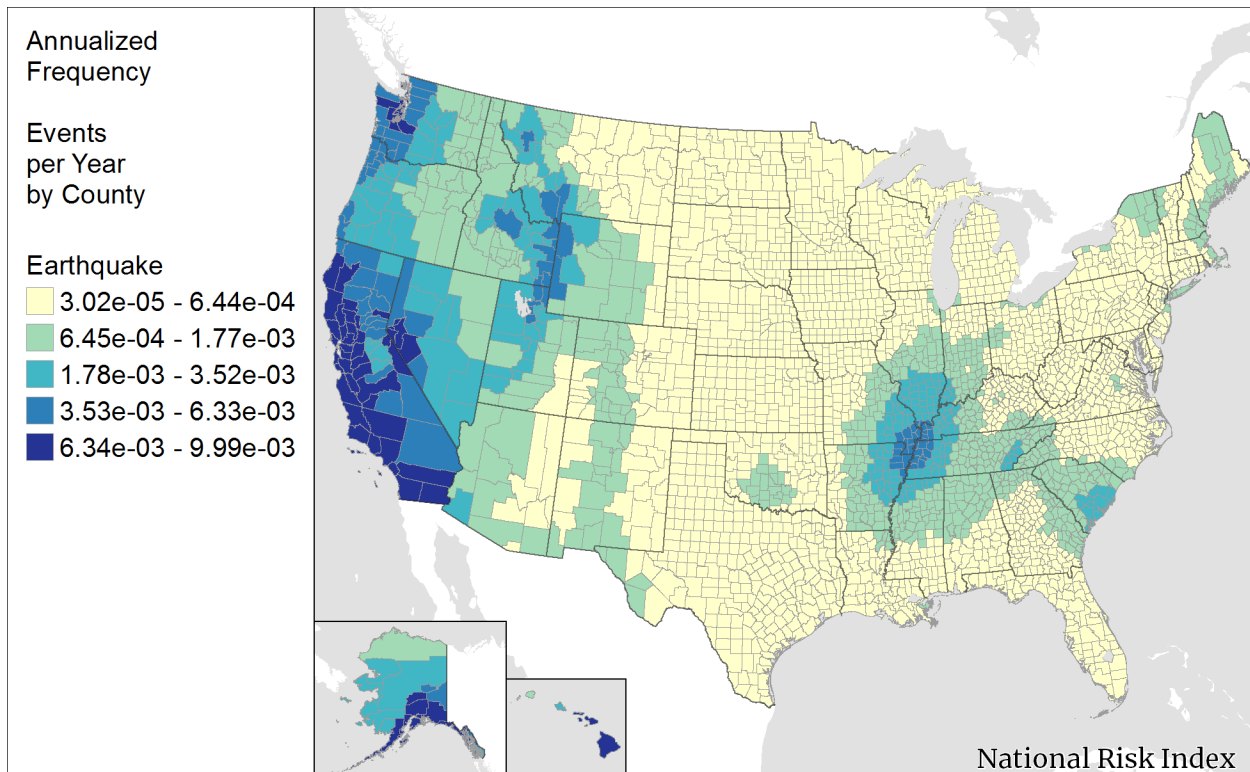 Annualized
Frequency
Events
per Year
by County
Earthquake
3.02e-05 - 6.44e-04
6.45e-04 - 1.77e-03
1.78e-03 - 3.52e-03
3.53e-03 - 6.33e-03
6.34e-03 - 9.99e-03
National Risk Index